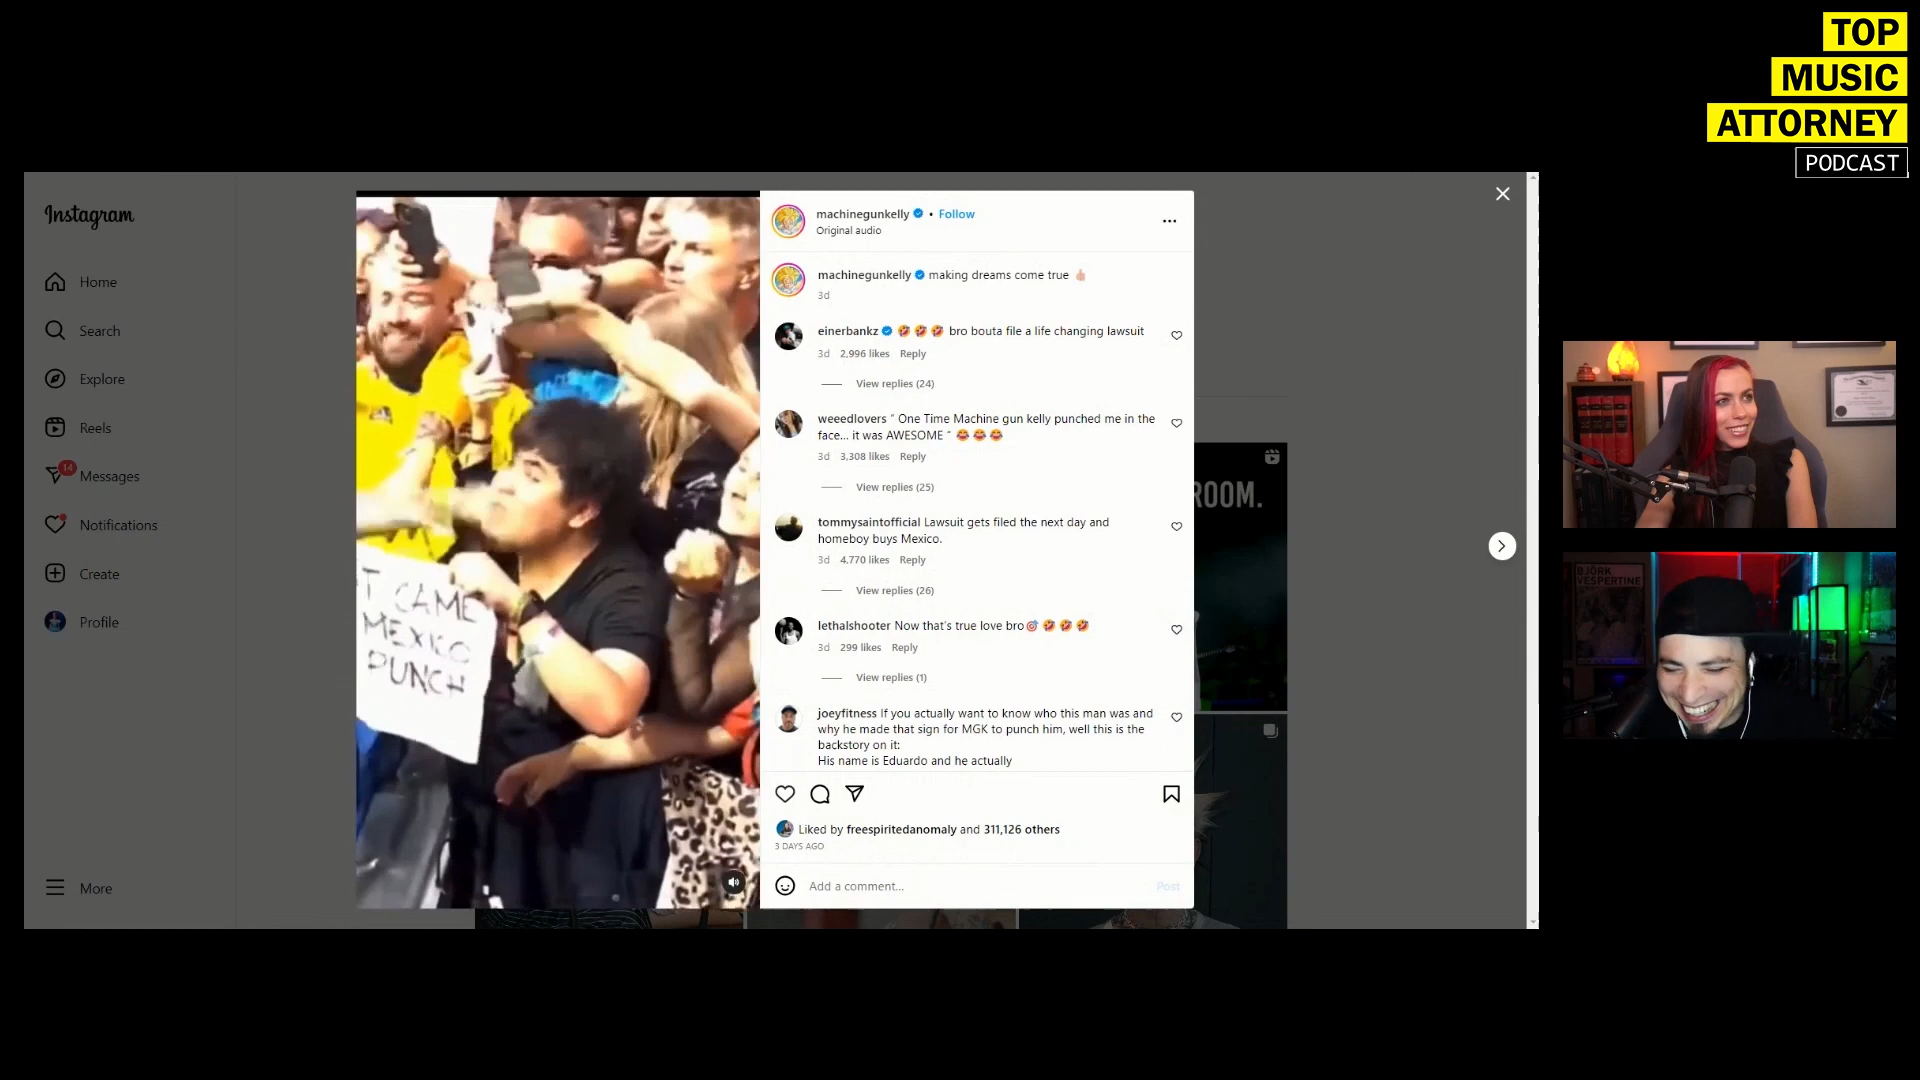 TOP
MUSIC
ATTORNEY
PODCAST
Instagram
Home
Search
Explore
Reels
14
Messages
Notifications
Create
Profile
More
T CAME
MEXICO
PUNCH
machinegunkelly • Follow
Original audio
machinegunkelly making dreams come true 🖕🏻
3d
einerbankz 🤣🤣🤣 bro bouta file a life changing lawsuit
3d 2,996 likes Reply
View replies (24)
weeedlovers “ One Time Machine gun kelly punched me in the
face... it was AWESOME “ 😂😂😂
3d 3,308 likes Reply
View replies (25)
tommysaintofficial Lawsuit gets filed the next day and
homeboy buys Mexico.
3d 4,770 likes Reply
View replies (26)
lethalshooter Now that's true love bro🎯 🤣 🤣 🤣
3d 299 likes Reply
View replies (1)
joeyfitness If you actually want to know who this man was and
why he made that sign for MGK to punch him, well this is the
backstory on it:
His name is Eduardo and he actually
Liked by freespiritedanomaly and 311,126 others
3 DAYS AGO
Add a comment...
Post
ROOM.
BJÖRK
VESPERTINE